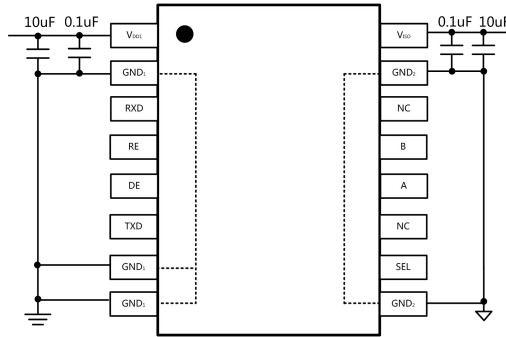 10uF 0.1uF
0.1uF 10uF
VDD1
GND1
RXD
RE
DE
TXD
GND1
GND1
VISO
GND2
NC
B
A
NC
SEL
GND2